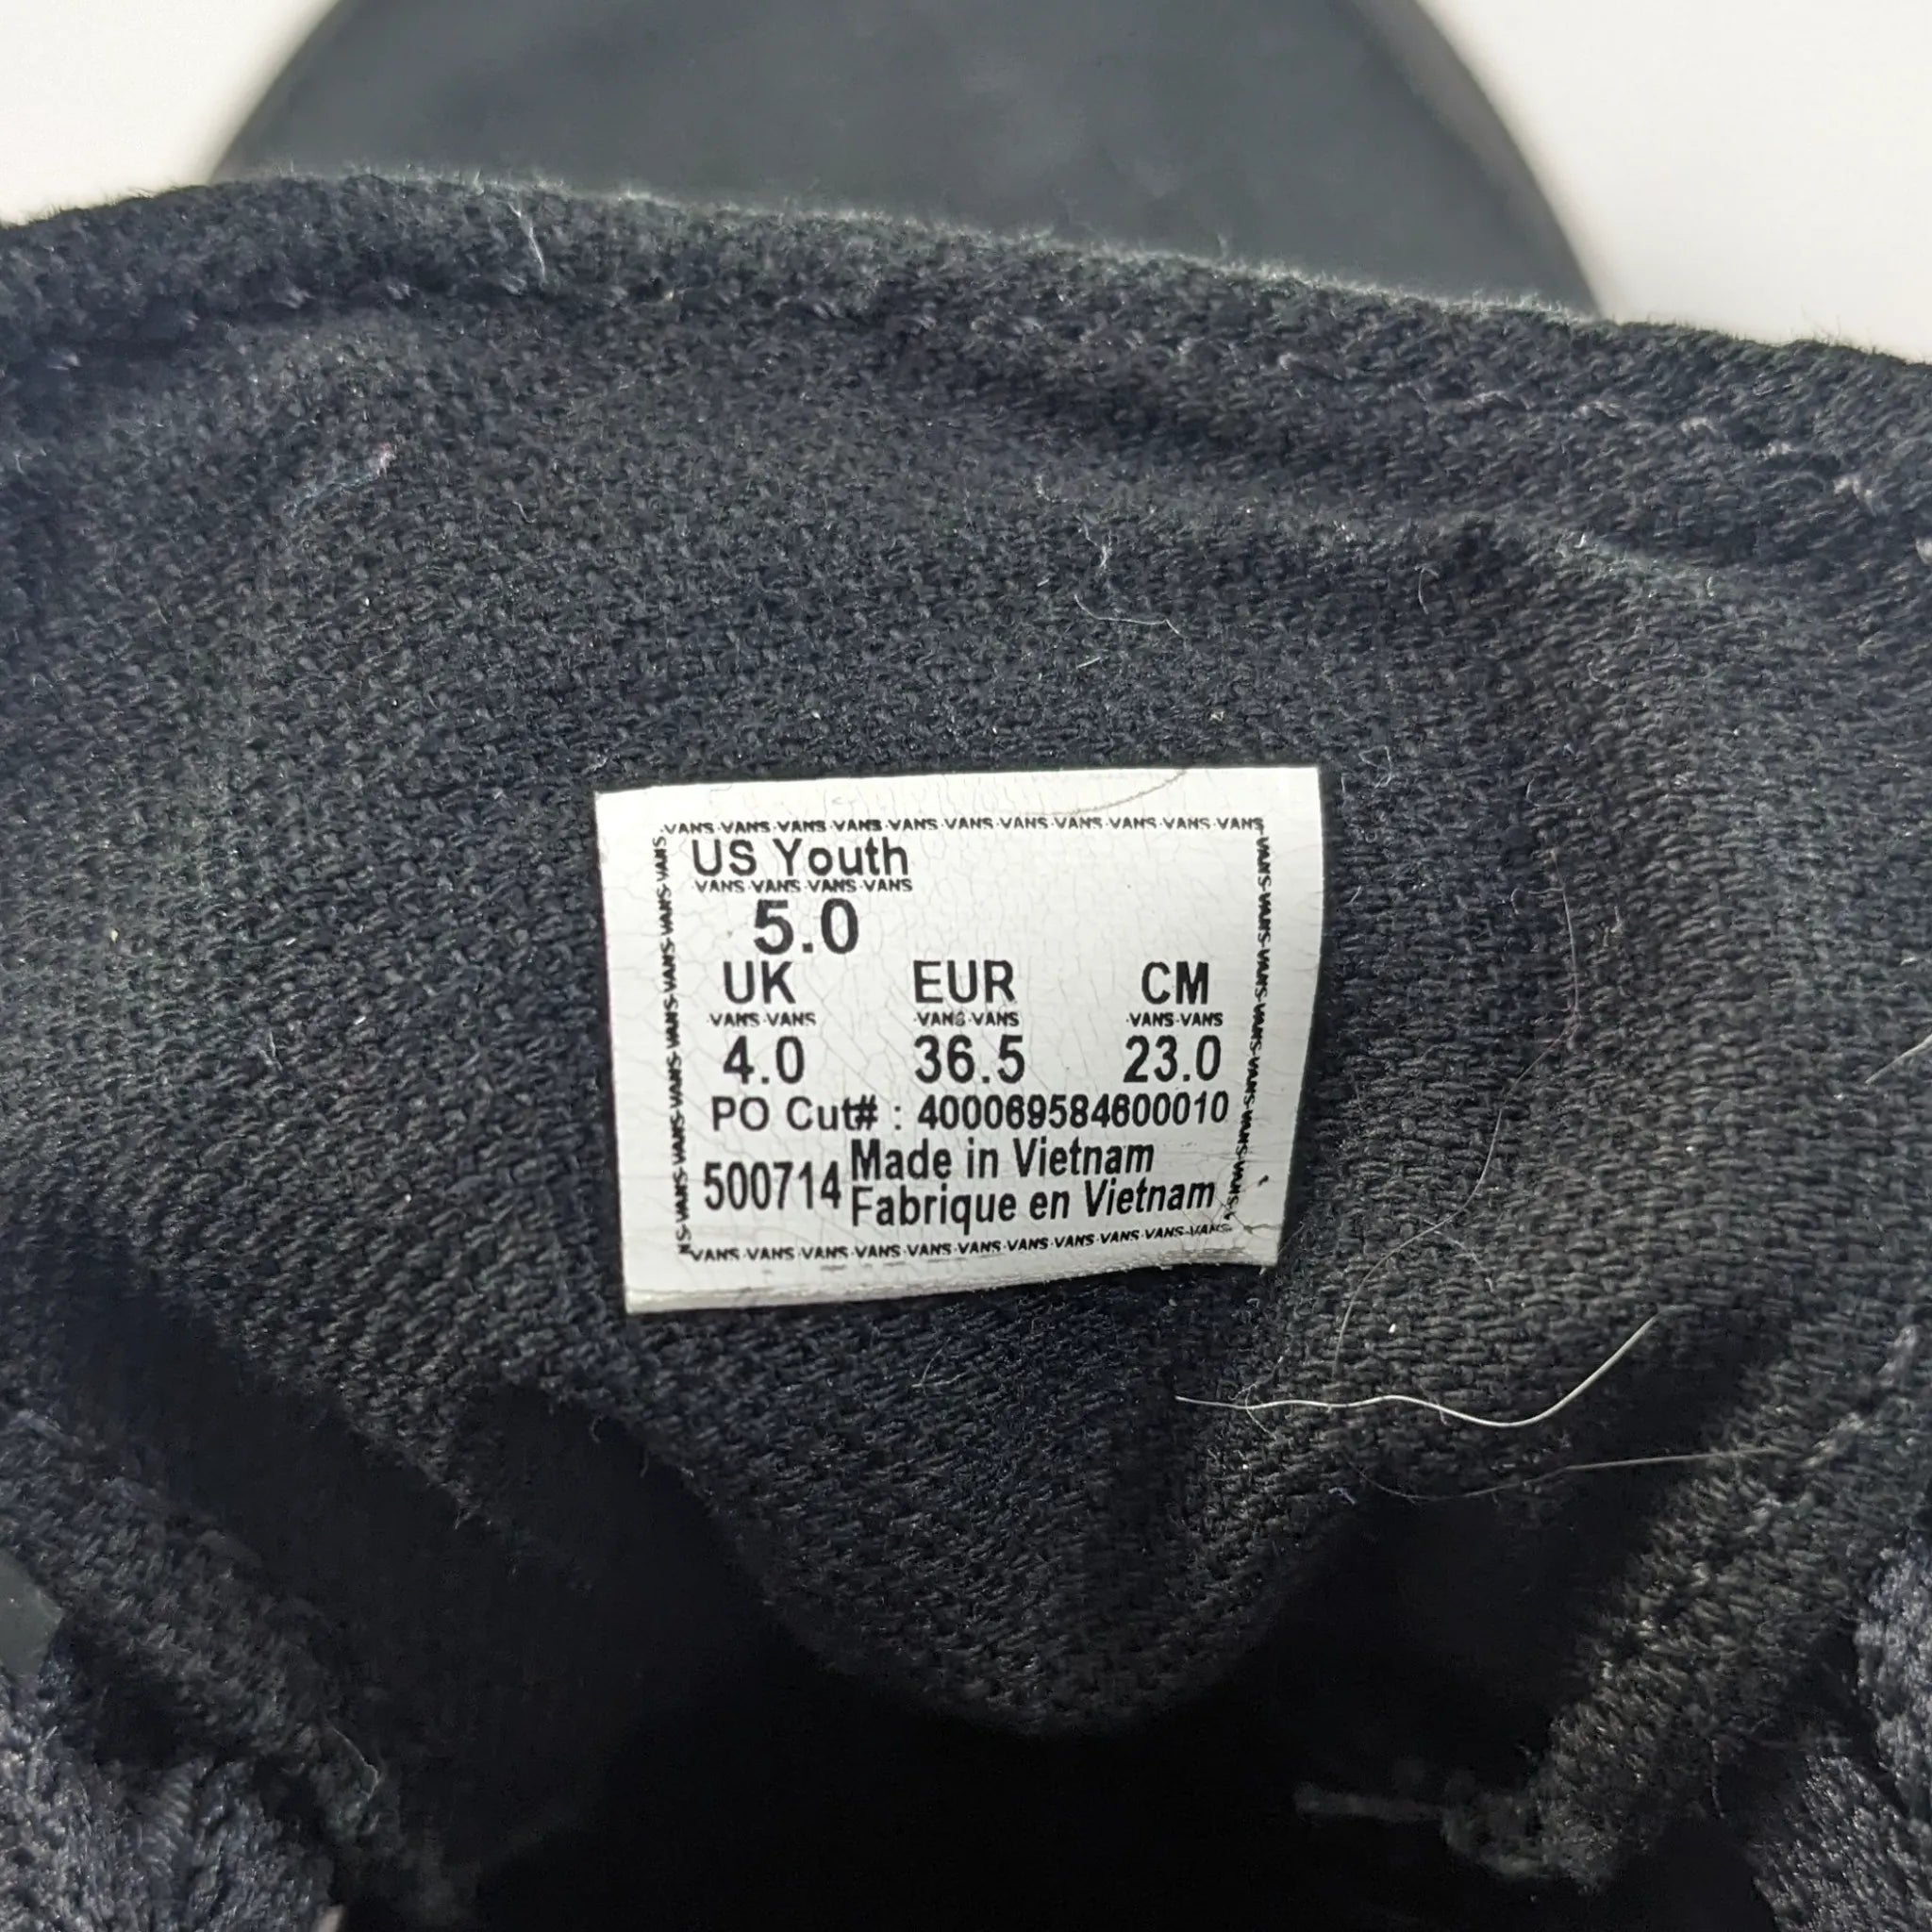 VANS·VANS·VANS·VANS·VANS·VANS·VANS·VANS·VANS·VANS·VANS
US Youth
VANS·VANS·VANS·VANS
5.0
UK EUR CM
VANS·VANS VANS·VANS VANS·VANS
4.0 36.5 23.0
PO Cut# : 400069584600010
500714 Made in Vietnam
Fabrique en Vietnam
VANS·VANS·VANS·VANS·VANS·VANS·VANS·VANS·VANS·VANS